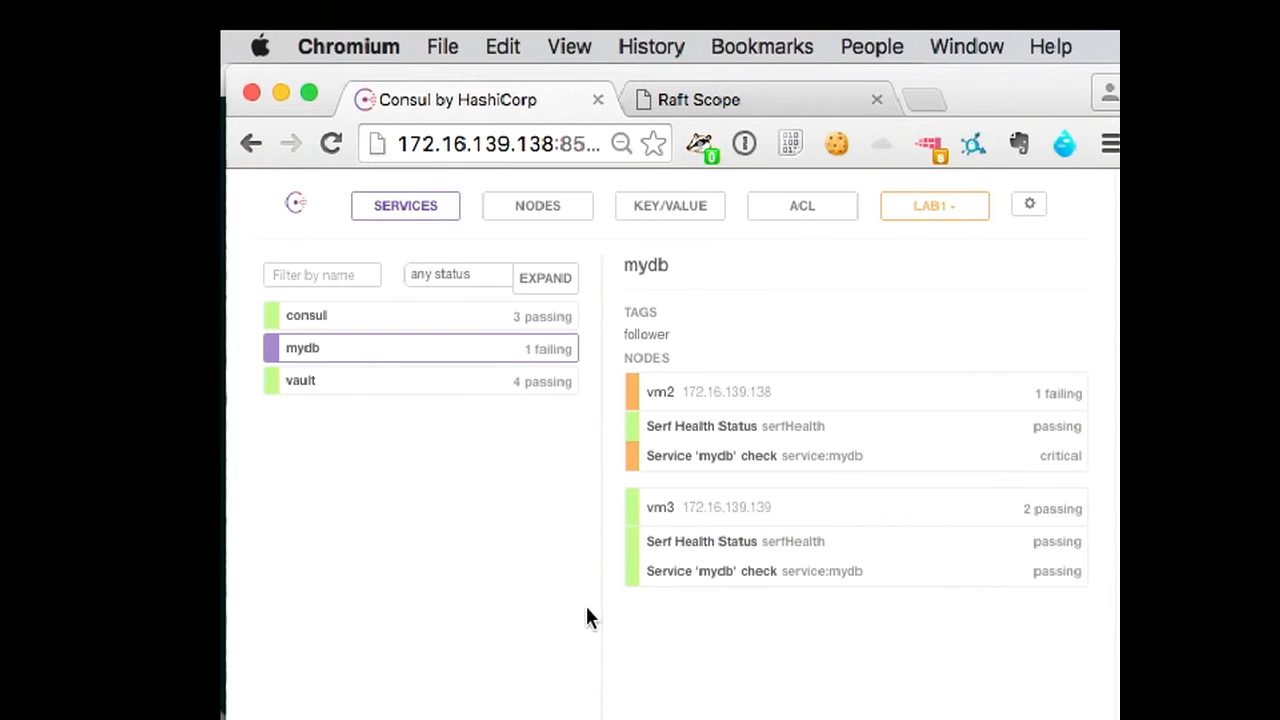 Chromium File Edit View History Bookmarks People Window Help
Consul by HashiCorp Raft Scope
172.16.139.138:85...
0
6
SERVICES NODES KEY/VALUE ACL LAB1
Filter by name any status EXPAND
consul 3 passing
mydb 1 failing
vault 4 passing
mydb
TAGS
follower
NODES
vm2 172.16.139.138 1 failing
Serf Health Status serfHealth passing
Service 'mydb' check service:mydb critical
vm3 172.16.139.139 2 passing
Serf Health Status serfHealth passing
Service 'mydb' check service:mydb passing